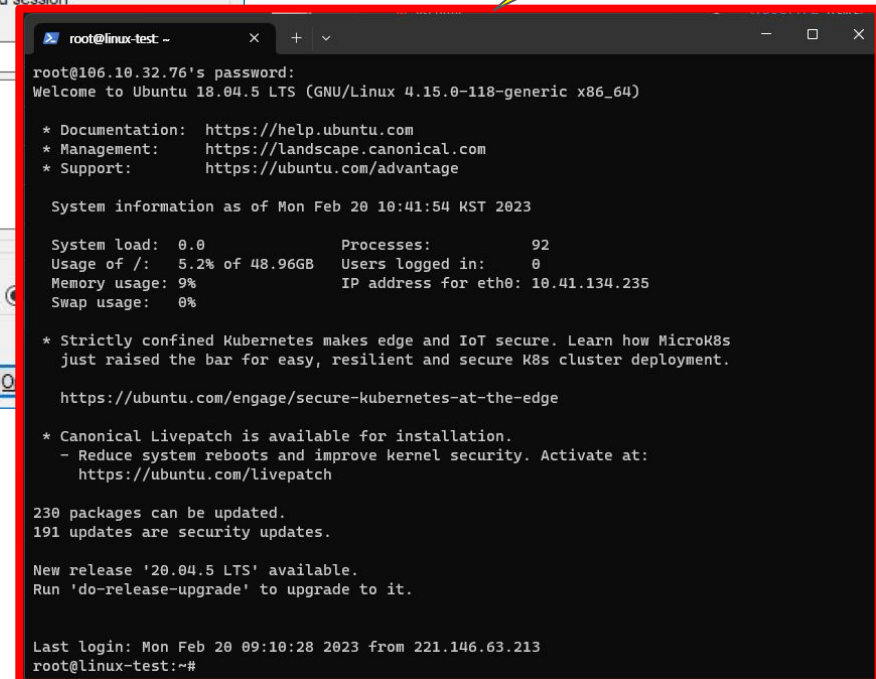 session
root@linux-test: ~
root@106.10.32.76's password:
Welcome to Ubuntu 18.04.5 LTS (GNU/Linux 4.15.0-118-generic x86_64)
* Documentation:  https://help.ubuntu.com
* Management:     https://landscape.canonical.com
* Support:        https://ubuntu.com/advantage
System information as of Mon Feb 20 10:41:54 KST 2023
System load:  0.0               Processes:           92
Usage of /:   5.2% of 48.96GB   Users logged in:     0
Memory usage: 9%                IP address for eth0: 10.41.134.235
Swap usage:   0%
* Strictly confined Kubernetes makes edge and IoT secure. Learn how MicroK8s
just raised the bar for easy, resilient and secure K8s cluster deployment.
https://ubuntu.com/engage/secure-kubernetes-at-the-edge
* Canonical Livepatch is available for installation.
- Reduce system reboots and improve kernel security. Activate at:
https://ubuntu.com/livepatch
230 packages can be updated.
191 updates are security updates.
New release '20.04.5 LTS' available.
Run 'do-release-upgrade' to upgrade to it.
Last login: Mon Feb 20 09:10:28 2023 from 221.146.63.213
root@linux-test:~#